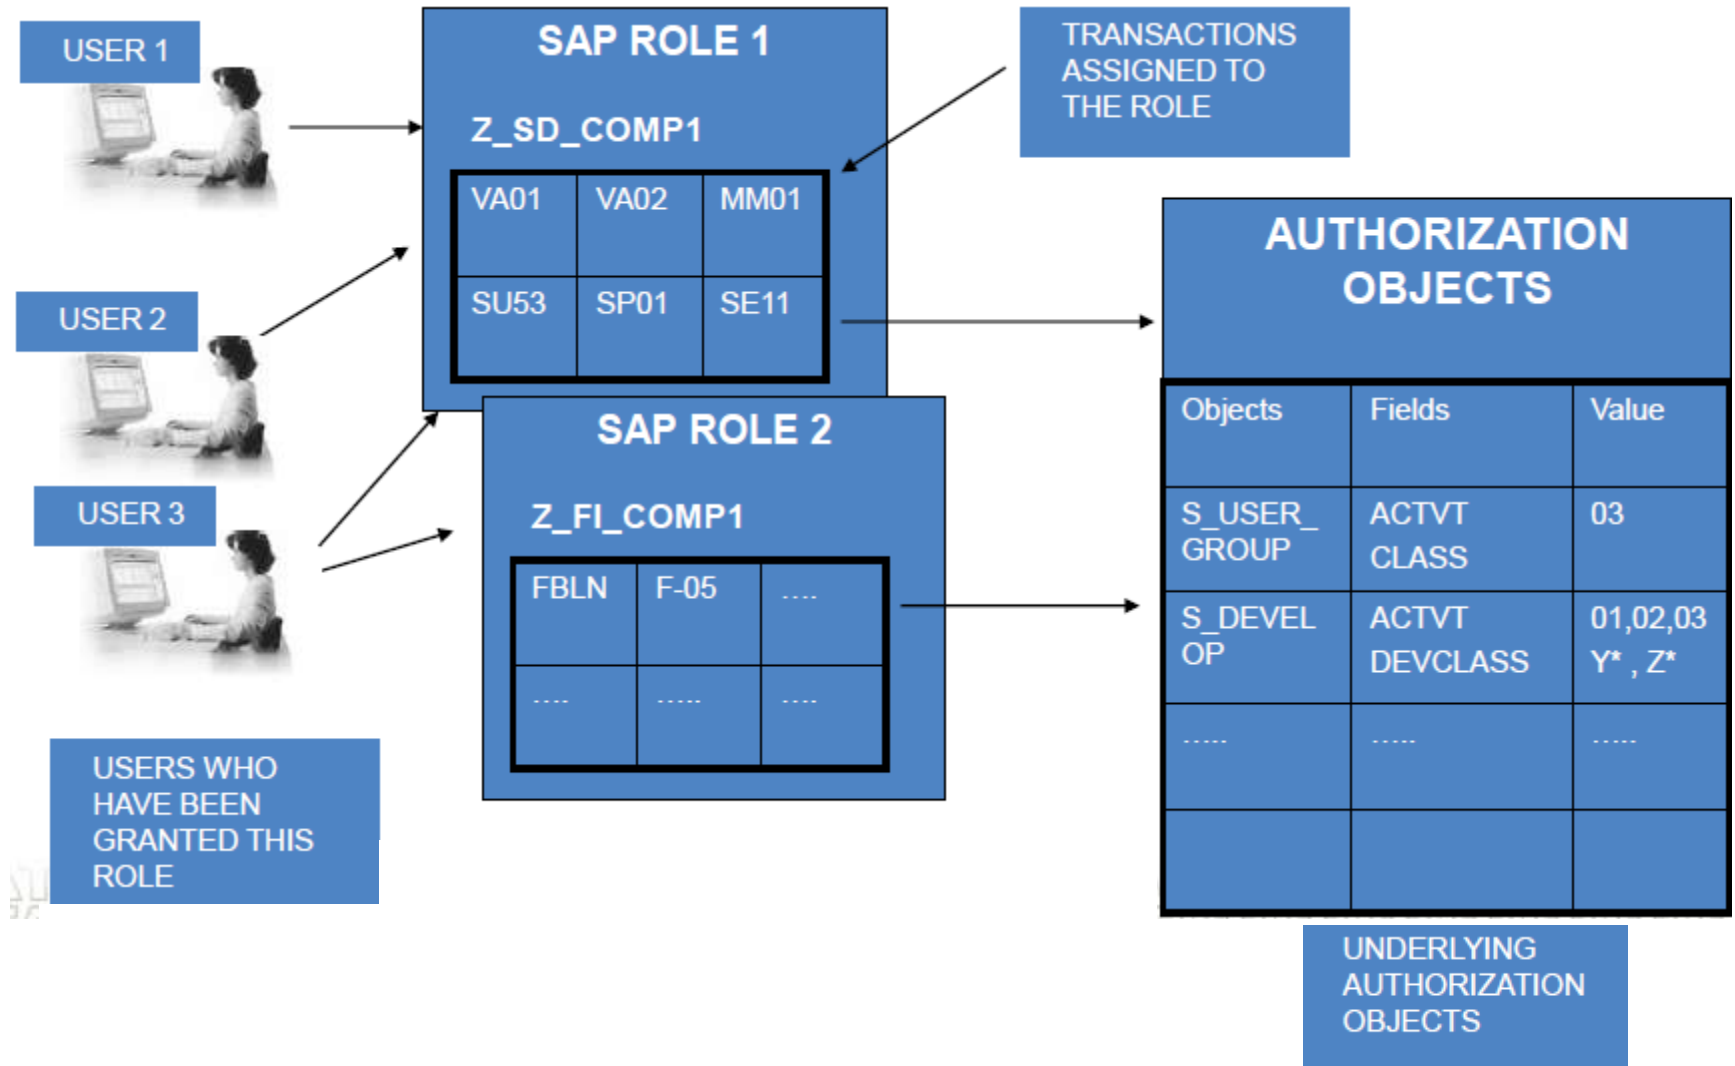 USER 1
SAP ROLE 1
Z_SD_COMP1
VA01 VA02 MM01
SU53 SP01 SE11
TRANSACTIONS
ASSIGNED TO
THE ROLE
USER 2
USER 3
SAP ROLE 2
Z_FI_COMP1
FBLN F-05 ....
.... ..... ....
USERS WHO
HAVE BEEN
GRANTED THIS
ROLE
AUTHORIZATION
OBJECTS
Objects Fields Value
S_USER_
GROUP
ACTVT
CLASS
03
S_DEVEL
OP
ACTVT
DEVCLASS
01,02,03
Y* , Z*
..... ..... .....
UNDERLYING
AUTHORIZATION
OBJECTS